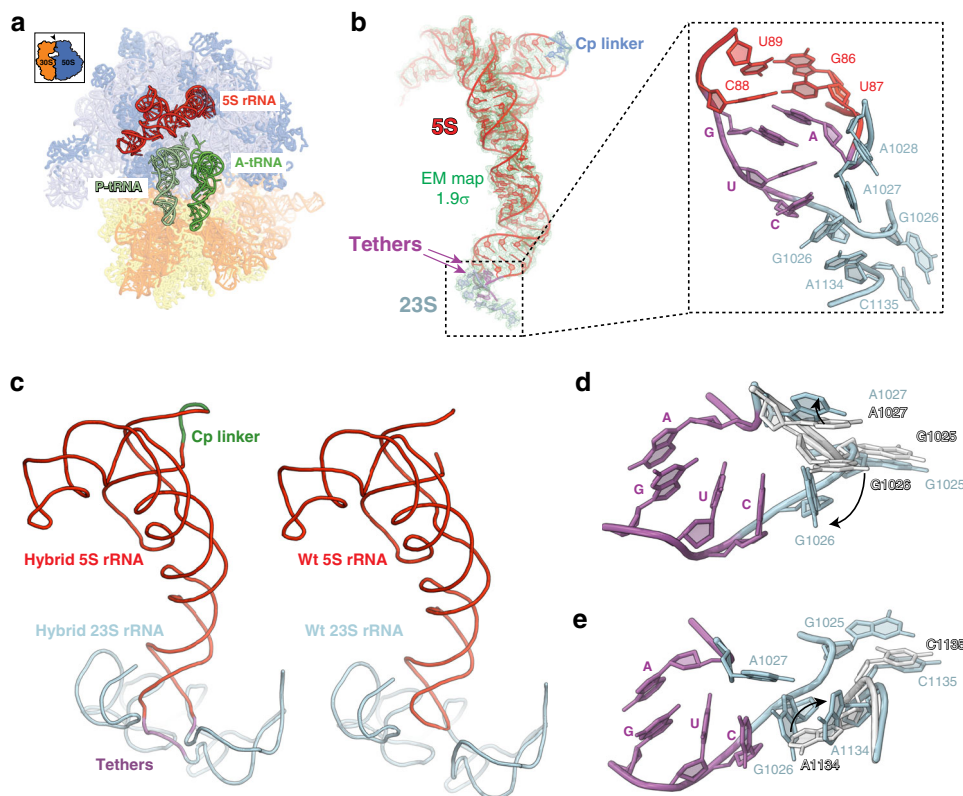 a
30S 50S
5S rRNA
A-tRNA
P-tRNA
b
Cp linker
5S
EM map
1.9σ
Tethers
23S
U89
G86
C88
U87
G
A
A1028
U
A1027
C
G1026
G1026
A1134
C1135
c
Cp linker
Hybrid 5S rRNA
Wt 5S rRNA
Hybrid 23S rRNA
Wt 23S rRNA
Tethers
d
A1027
A
A1027
G1025
G
U
C
G1026
G1025
G1026
e
G1025
C1135
A
A1027
C1135
G
U
C
A1134
G1026
A1134